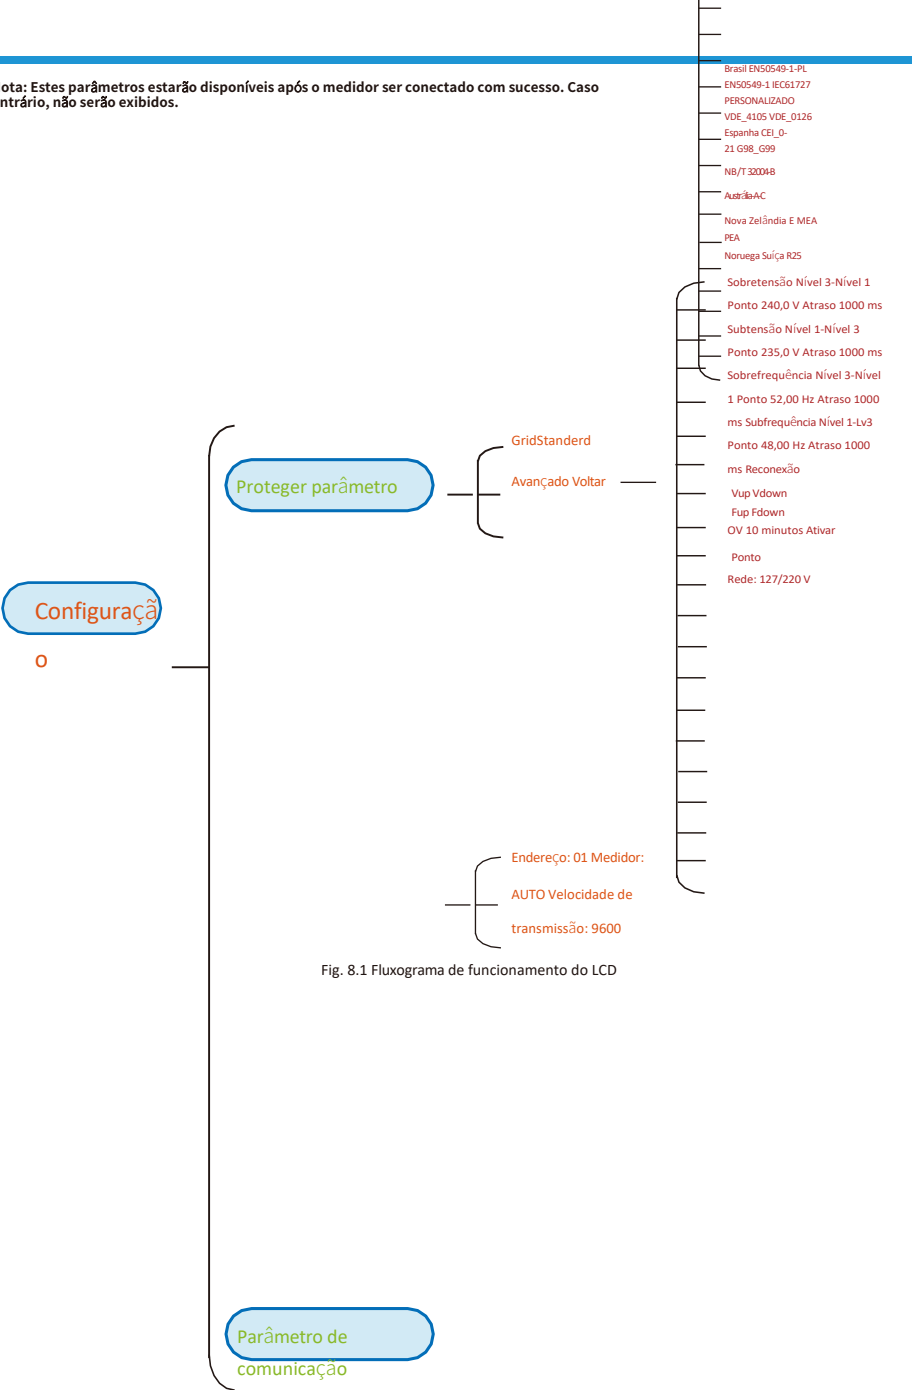 ota: Estes parâmetros estarão disponíveis após o medidor ser conectado com sucesso. Caso
ntrário, não serão exibidos.
Brasil EN50549-1-PL
EN50549-1 IEC61727
PERSONALIZADO
VDE_4105 VDE_0126
Espanha CEI_0-
21 G98_G99
NB/T 32004-B
Austrália-A-C
Nova Zelândia E MEA
PEA
Noruega Suíça R25
Sobretensão Nível 3-Nível 1
Ponto 240,0 V Atraso 1000 ms
Subtensão Nível 1-Nível 3
Ponto 235,0 V Atraso 1000 ms
Sobrefrequência Nível 3-Nível
1 Ponto 52,00 Hz Atraso 1000
ms Subfrequência Nível 1-Lv3
Ponto 48,00 Hz Atraso 1000
ms Reconexão
Vup Vdown
Fup Fdown
OV 10 minutos Ativar
Ponto
Rede: 127/220 V
GridStanderd
Avançado Voltar
Proteger parâmetro
Configuraçã
o
Endereço: 01 Medidor:
AUTO Velocidade de
transmissão: 9600
Fig. 8.1 Fluxograma de funcionamento do LCD
Parâmetro de
comunicação